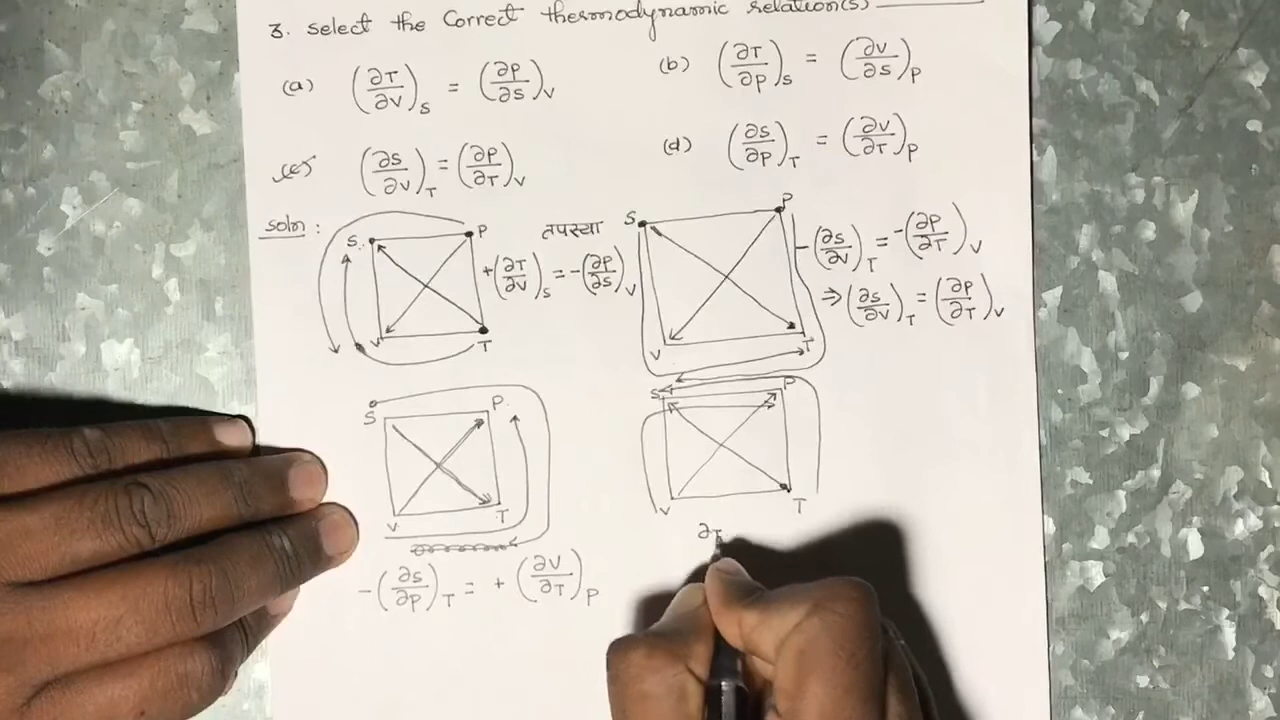 3. Select the Correct thermodynamic relation(s) ______
(a) (∂T/∂V)_S = (∂P/∂S)_V (b) (∂T/∂P)_S = (∂V/∂S)_P
(c) (∂S/∂V)_T = (∂P/∂T)_V (d) (∂S/∂P)_T = (∂V/∂T)_P
Soln :
S P
V T
तपस्या
+(∂T/∂V)_S = -(∂P/∂S)_V
S P
V T
-(∂S/∂V)_T = -(∂P/∂T)_V
⇒ (∂S/∂V)_T = (∂P/∂T)_V
S P
V T
-(∂S/∂P)_T = + (∂V/∂T)_P
S P
V T
∂T